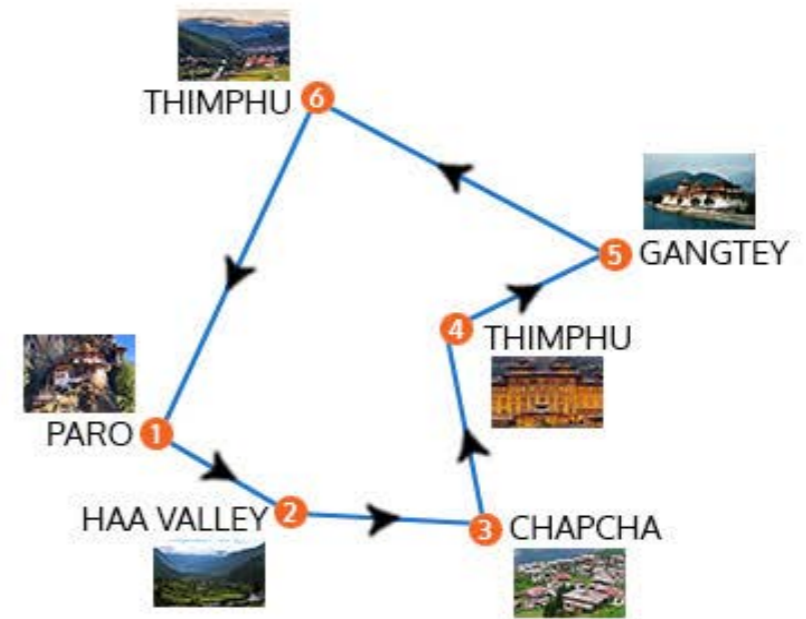 THIMPHU 6
5 GANGTEY
4 THIMPHU
PARO 1
HAA VALLEY 2
3 CHAPCHA